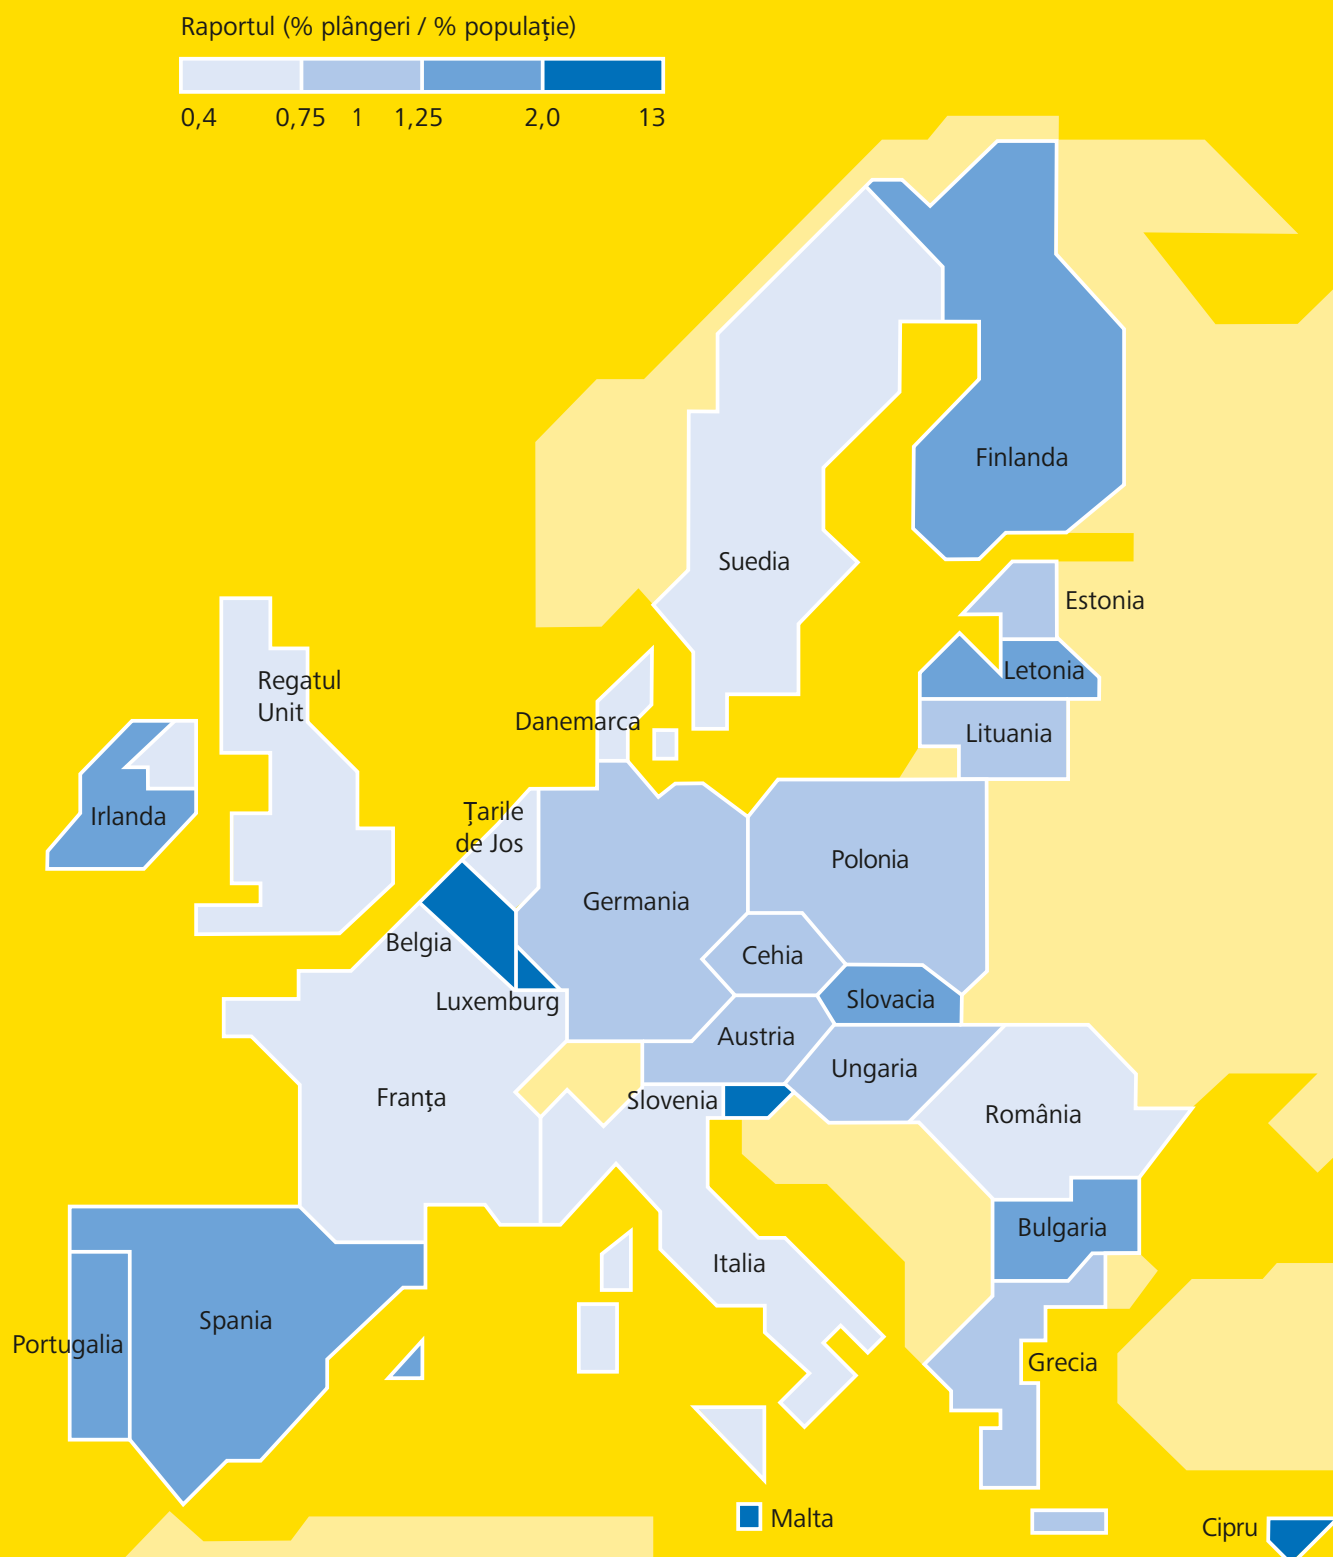 Raportul (% plângeri / % populație)
0,4 0,75 1 1,25 2,0 13
Finlanda
Suedia
Estonia
Letonia
Regatul
Unit
Danemarca
Lituania
Țarile
de Jos
Irlanda
Polonia
Germania
Belgia
Cehia
Luxemburg
Slovacia
Austria
Ungaria
Franța
Slovenia
România
Bulgaria
Italia
Spania
Portugalia
Grecia
Malta
Cipru